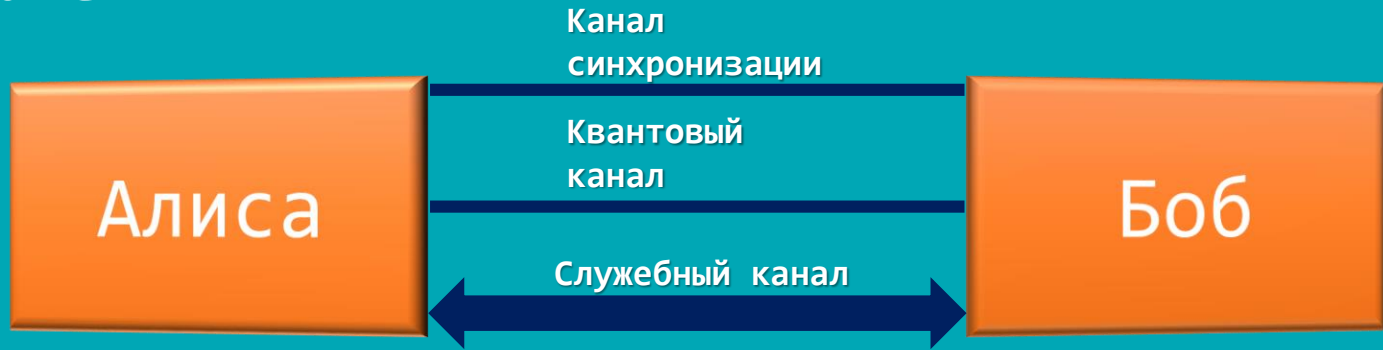 Канал
синхронизации
Квантовый
канал
Алиса
Боб
Служебный канал